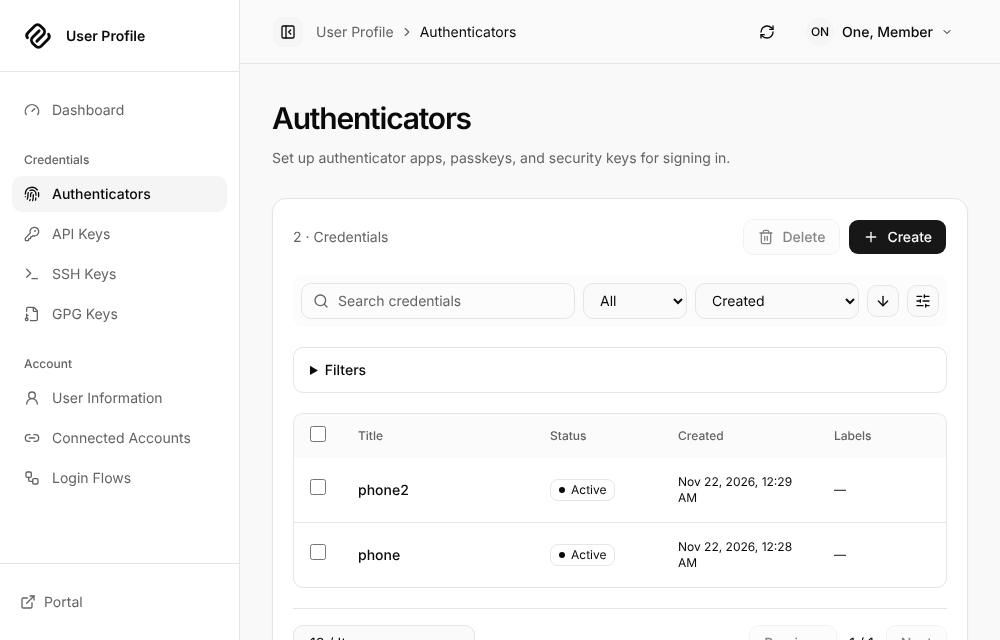 User Profile
User Profile > Authenticators
ON One, Member
Dashboard
Credentials
Authenticators
API Keys
SSH Keys
GPG Keys
Account
User Information
Connected Accounts
Login Flows
Portal
Authenticators
Set up authenticator apps, passkeys, and security keys for signing in.
2 · Credentials
Delete
+ Create
Search credentials
All
Created
Filters
Title Status Created Labels
phone2 Active Nov 22, 2026, 12:29 AM —
phone Active Nov 22, 2026, 12:28 AM —
1 / 1